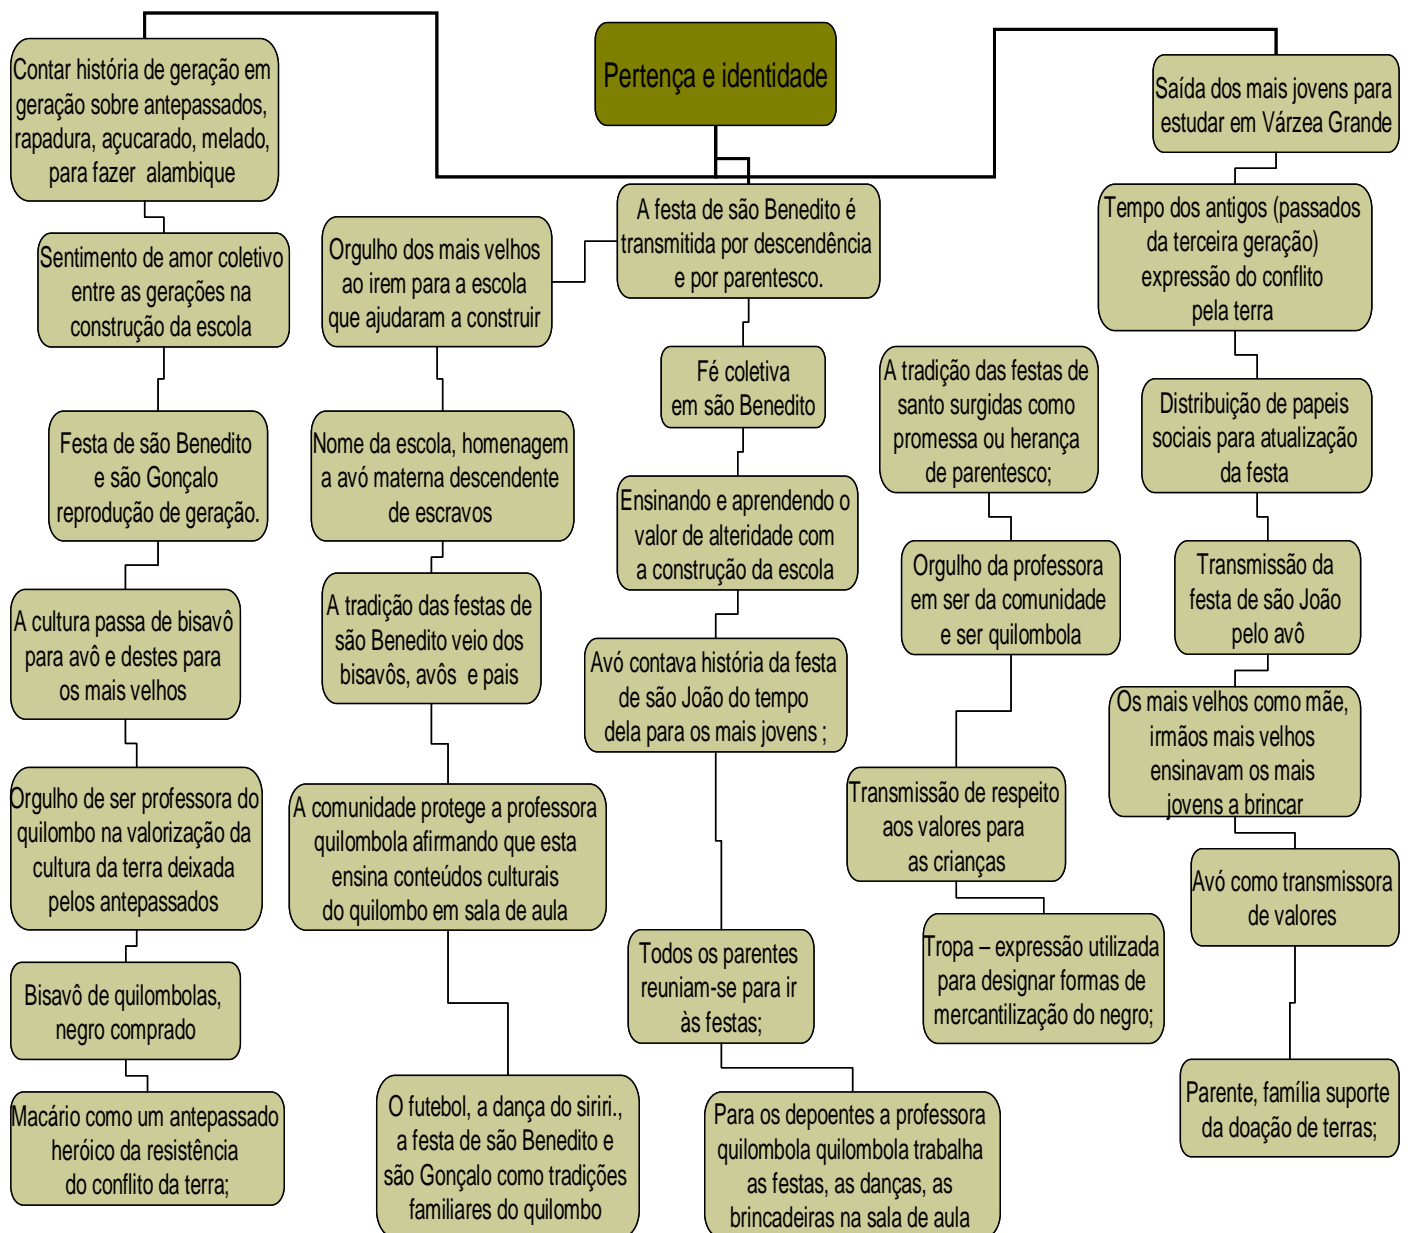 Pertença e identidade
Contar história de geração em
geração sobre antepassados,
rapadura, açucarado, melado,
para fazer alambique
Sentimento de amor coletivo
entre as gerações na
construção da escola
Festa de são Benedito
e são Gonçalo
reprodução de geração.
A cultura passa de bisavô
para avô e destes para
os mais velhos
Orgulho de ser professora do
quilombo na valorização da
cultura da terra deixada
pelos antepassados
Bisavô de quilombolas,
negro comprado
Macário como um antepassado
heróico da resistência
do conflito da terra;
Orgulho dos mais velhos
ao irem para a escola
que ajudaram a construir
Nome da escola, homenagem
a avó materna descendente
de escravos
A tradição das festas de
são Benedito veio dos
bisavôs, avôs e pais
A comunidade protege a professora
quilombola afirmando que esta
ensina conteúdos culturais
do quilombo em sala de aula
O futebol, a dança do siriri.,
a festa de são Benedito e
são Gonçalo como tradições
familiares do quilombo
A festa de são Benedito é
transmitida por descendência
e por parentesco.
Fé coletiva
em são Benedito
Ensinando e aprendendo o
valor de alteridade com
a construção da escola
Avó contava história da festa
de são João do tempo
dela para os mais jovens ;
Todos os parentes
reuniam-se para ir
às festas;
Para os depoentes a professora
quilombola quilombola trabalha
as festas, as danças, as
brincadeiras na sala de aula
A tradição das festas de
santo surgidas como
promessa ou herança
de parentesco;
Orgulho da professora
em ser da comunidade
e ser quilombola
Transmissão de respeito
aos valores para
as crianças
Tropa – expressão utilizada
para designar formas de
mercantilização do negro;
Saída dos mais jovens para
estudar em Várzea Grande
Tempo dos antigos (passados
da terceira geração)
expressão do conflito
pela terra
Distribuição de papeis
sociais para atualização
da festa
Transmissão da
festa de são João
pelo avô
Os mais velhos como mãe,
irmãos mais velhos
ensinavam os mais
jovens a brincar
Avó como transmissora
de valores
Parente, família suporte
da doação de terras;